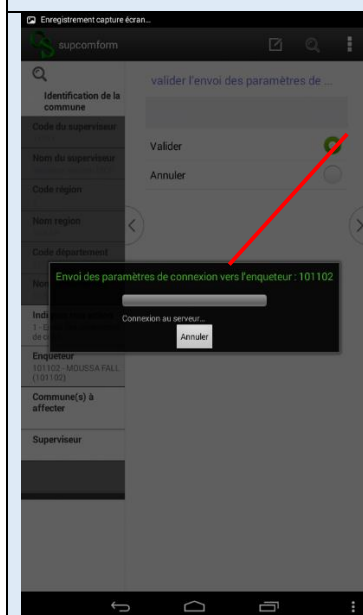 Enregistrement capture écran...
supcomform
Identification de la
commune
Code du superviseur
Nom du superviseur
Code région
Nom region
Code departement
valider l'envoi des paramètres de ...
Valider
Annuler
Envoi des paramètres de connexion vers l'enqueteur : 101102
Connexion au serveur...
Annuler
Enquêteur
101102 - MOUSSA FALL
(101102)
Commune(s) à
affecter
Superviseur